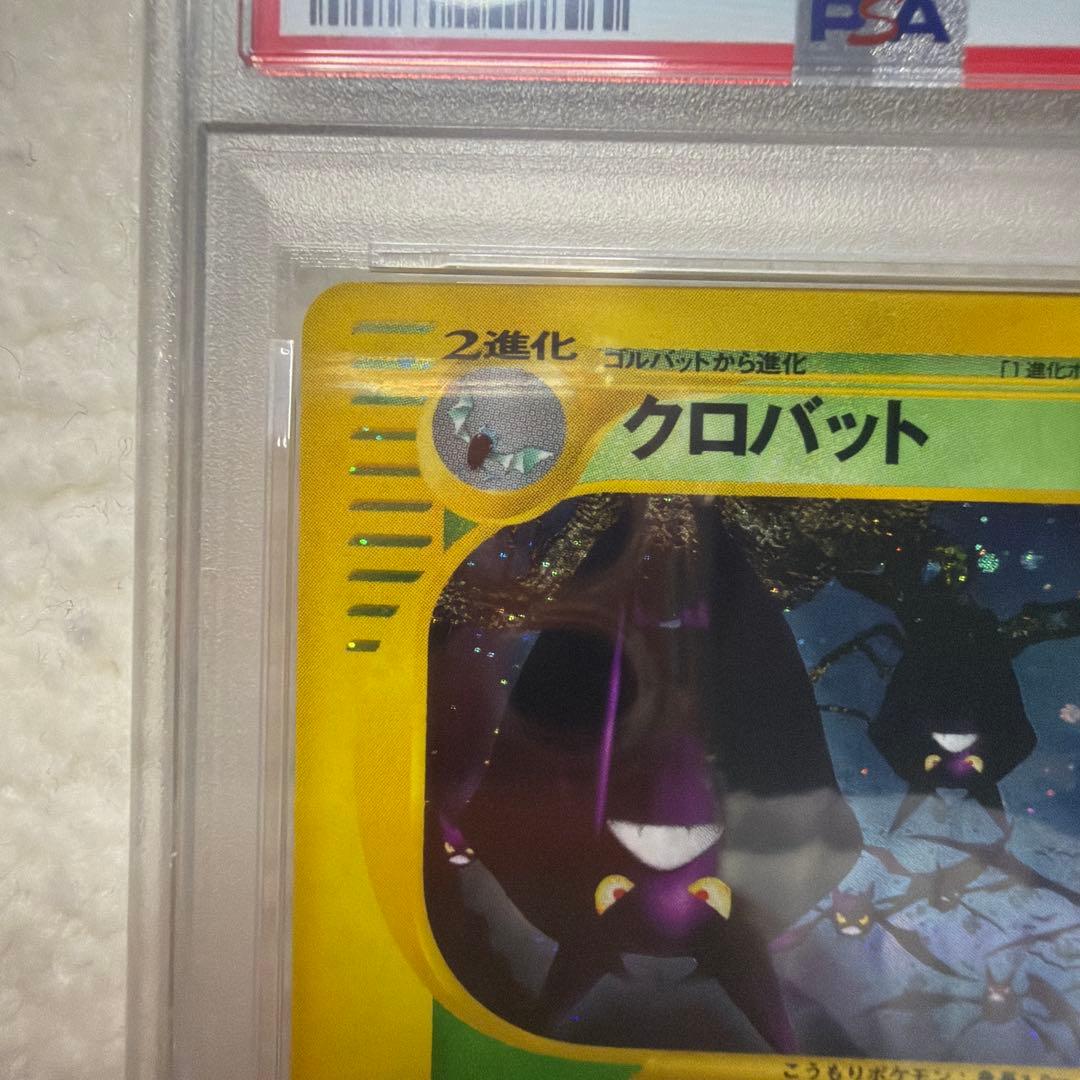 PSA
2進化
ゴルバットから進化
「1進化ポ
クロバット
こうもりポケモン：